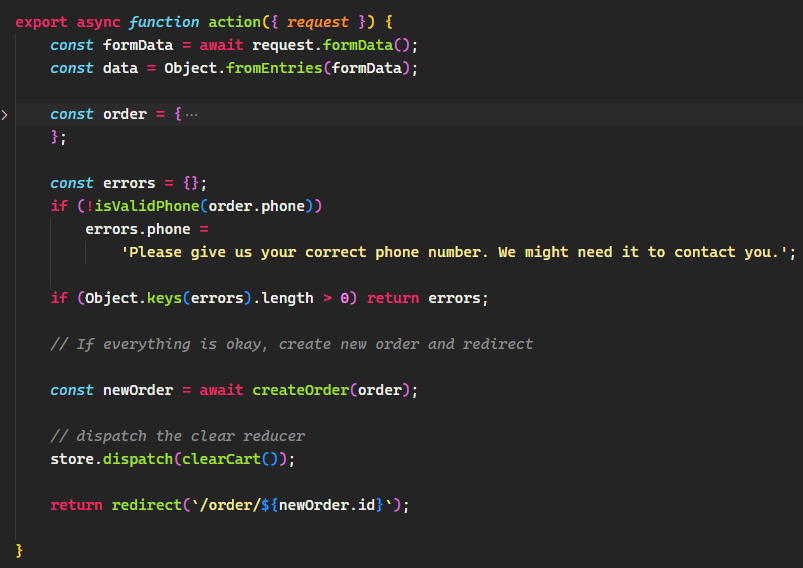 export async function action({ request }) {
const formData = await request.formData();
const data = Object.fromEntries(formData);
const order = {···
};
const errors = {};
if (!isValidPhone(order.phone))
errors.phone =
'Please give us your correct phone number. We might need it to contact you.';
if (Object.keys(errors).length > 0) return errors;
// If everything is okay, create new order and redirect
const newOrder = await createOrder(order);
// dispatch the clear reducer
store.dispatch(clearCart());
return redirect(`/order/${newOrder.id}`);
}